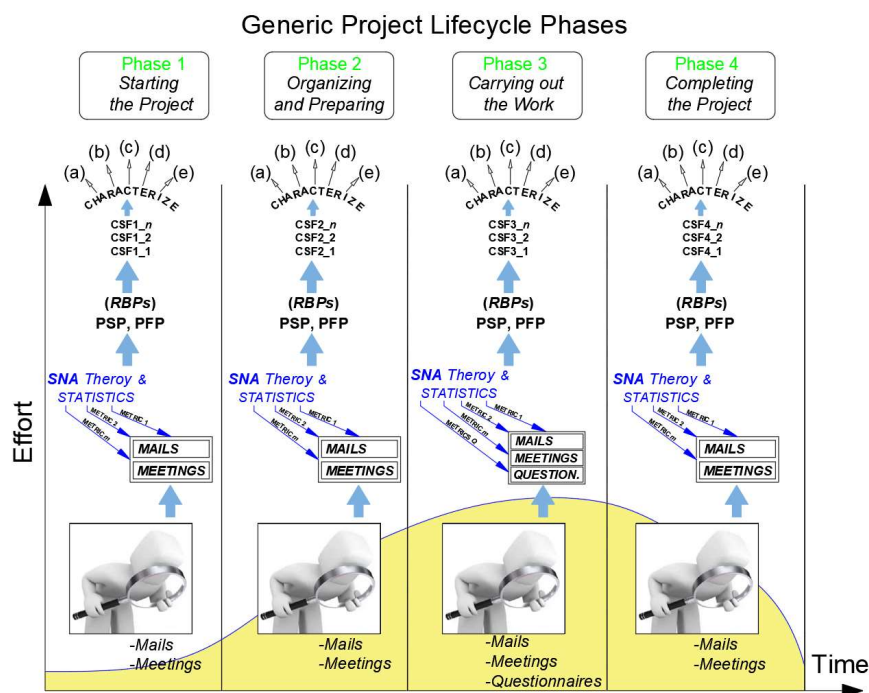 Generic Project Lifecycle Phases
Phase 1
Starting
the Project
Phase 2
Organizing
and Preparing
Phase 3
Carrying out
the Work
Phase 4
Completing
the Project
(a) (b) (c) (d) (e)
CHARACTERIZE
CSF1_n
CSF1_2
CSF1_1
(RBPs)
PSP, PFP
SNA Theroy &
STATISTICS
METRIC 1
METRIC 2
METRIC m
MAILS
MEETINGS
-Mails
-Meetings
(a) (b) (c) (d) (e)
CHARACTERIZE
CSF2_n
CSF2_2
CSF2_1
(RBPs)
PSP, PFP
SNA Theroy &
STATISTICS
METRIC 1
METRIC 2
METRIC m
MAILS
MEETINGS
-Mails
-Meetings
(a) (b) (c) (d) (e)
CHARACTERIZE
CSF3_n
CSF3_2
CSF3_1
(RBPs)
PSP, PFP
SNA Theroy &
STATISTICS
METRIC 1
METRIC 2
METRIC m
METRICS O
MAILS
MEETINGS
QUESTION.
-Mails
-Meetings
-Questionnaires
(a) (b) (c) (d) (e)
CHARACTERIZE
CSF4_n
CSF4_2
CSF4_1
(RBPs)
PSP, PFP
SNA Theroy &
STATISTICS
METRIC 1
METRIC 2
METRIC m
MAILS
MEETINGS
-Mails
-Meetings
Effort
Time